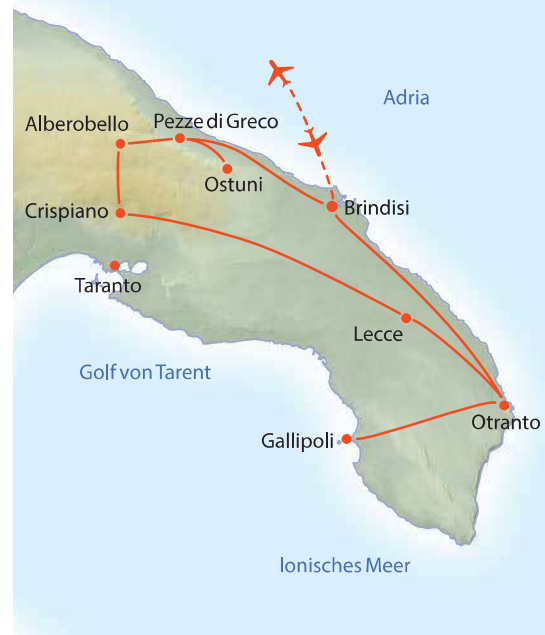 Adria
Alberobello
Pezze di Greco
Ostuni
Crispiano
Brindisi
Taranto
Lecce
Golf von Tarent
Otranto
Gallipoli
Ionisches Meer